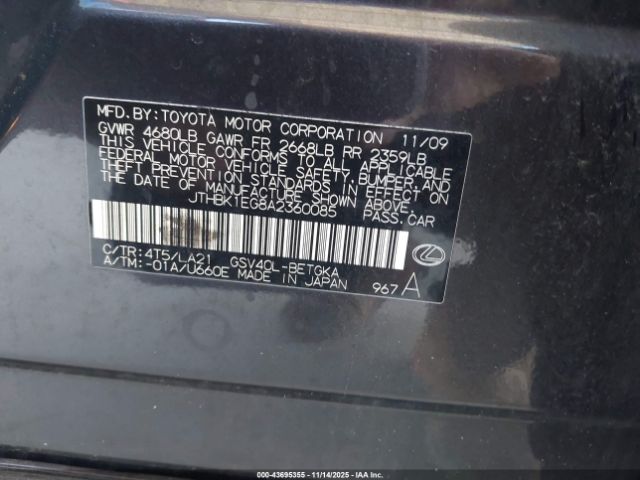 MFD. BY: TOYOTA MOTOR CORPORATION 11/09
GVWR 4680LB GAWR FR 2668LB RR 2359LB
THIS VEHICLE CONFORMS TO ALL APPLICABLE
FEDERAL MOTOR VEHICLE SAFETY, BUMPER, AND
THEFT PREVENTION STANDARDS IN EFFECT ON
THE DATE OF MANUFACTURE SHOWN ABOVE.
JTHBK1EG8A2360085 PASS.CAR
C/TR: 4T5/LA21 GSV40L-BETGKA
A/TM: -01A/U660E MADE IN JAPAN
967 A
© 43695355 - 11/14/2025 - IAAI.COM